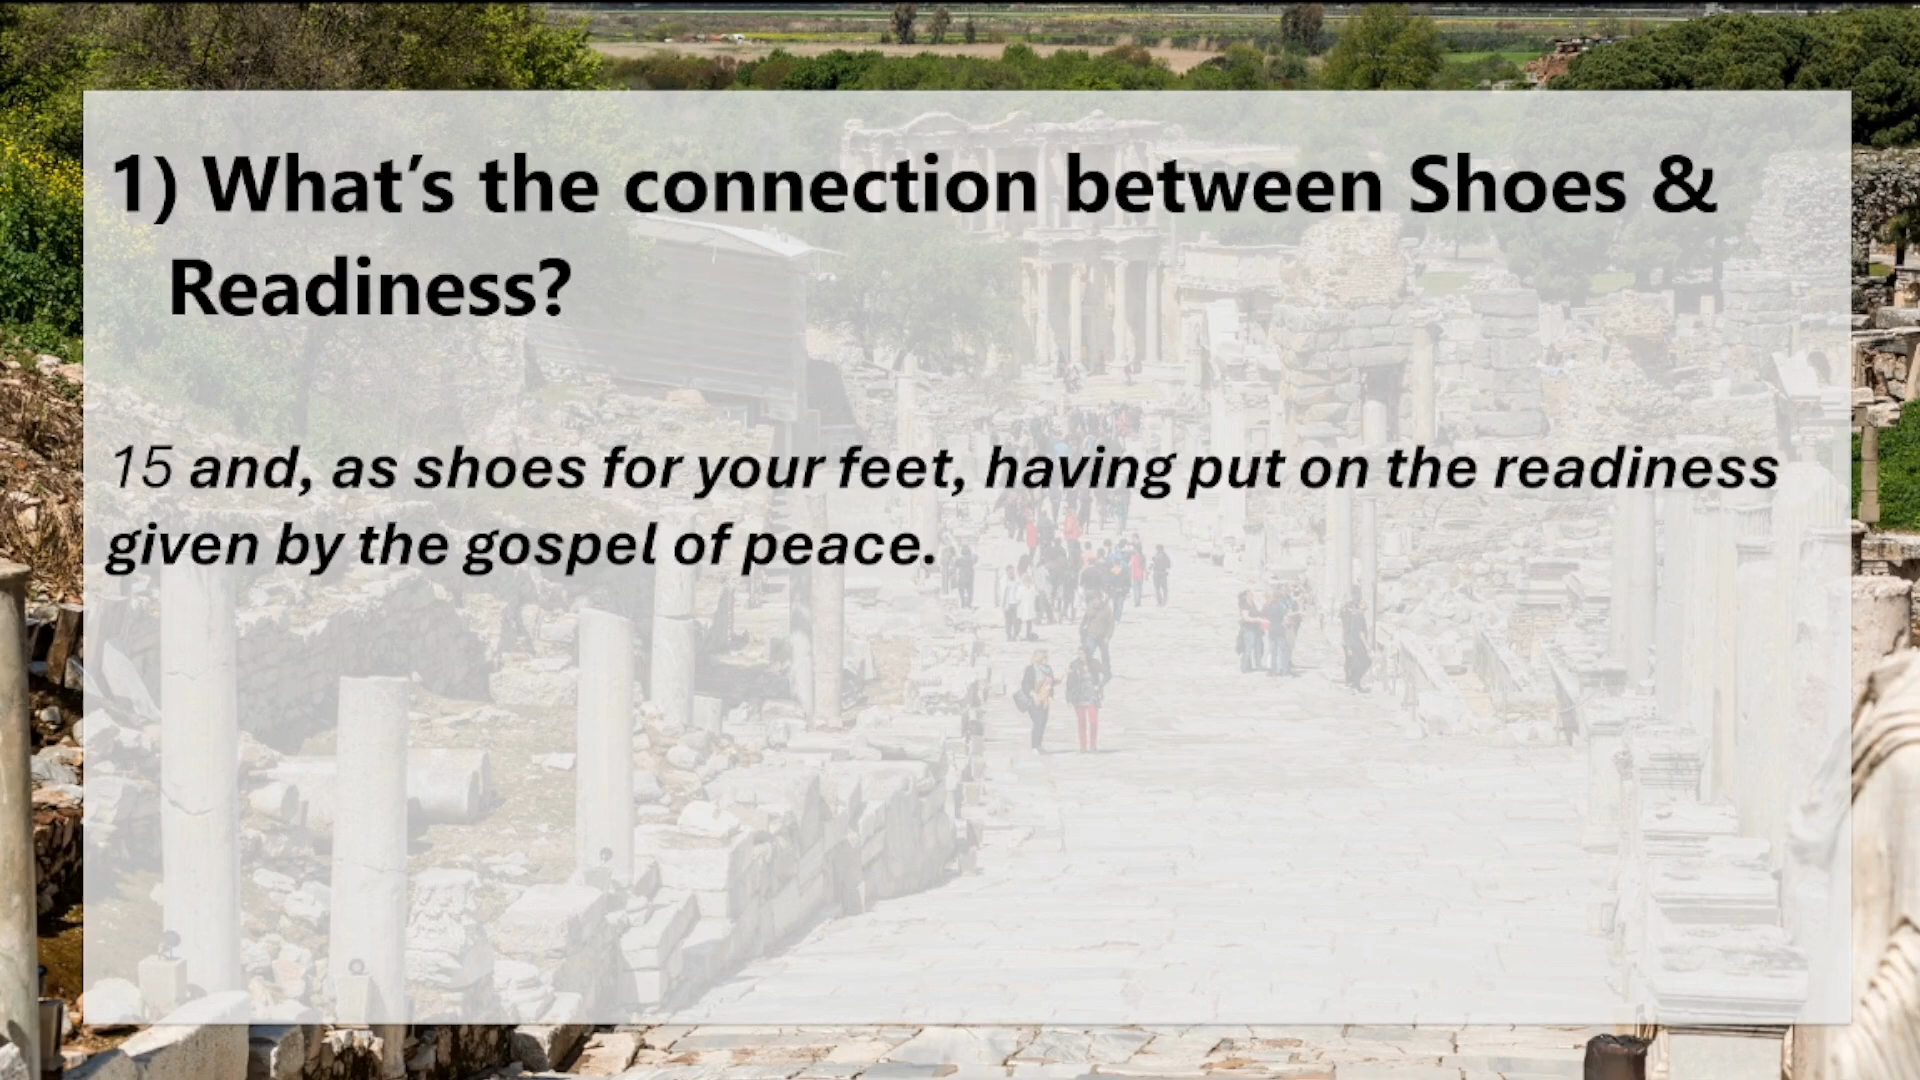 1) What’s the connection between Shoes &
Readiness?
15 and, as shoes for your feet, having put on the readiness
given by the gospel of peace.